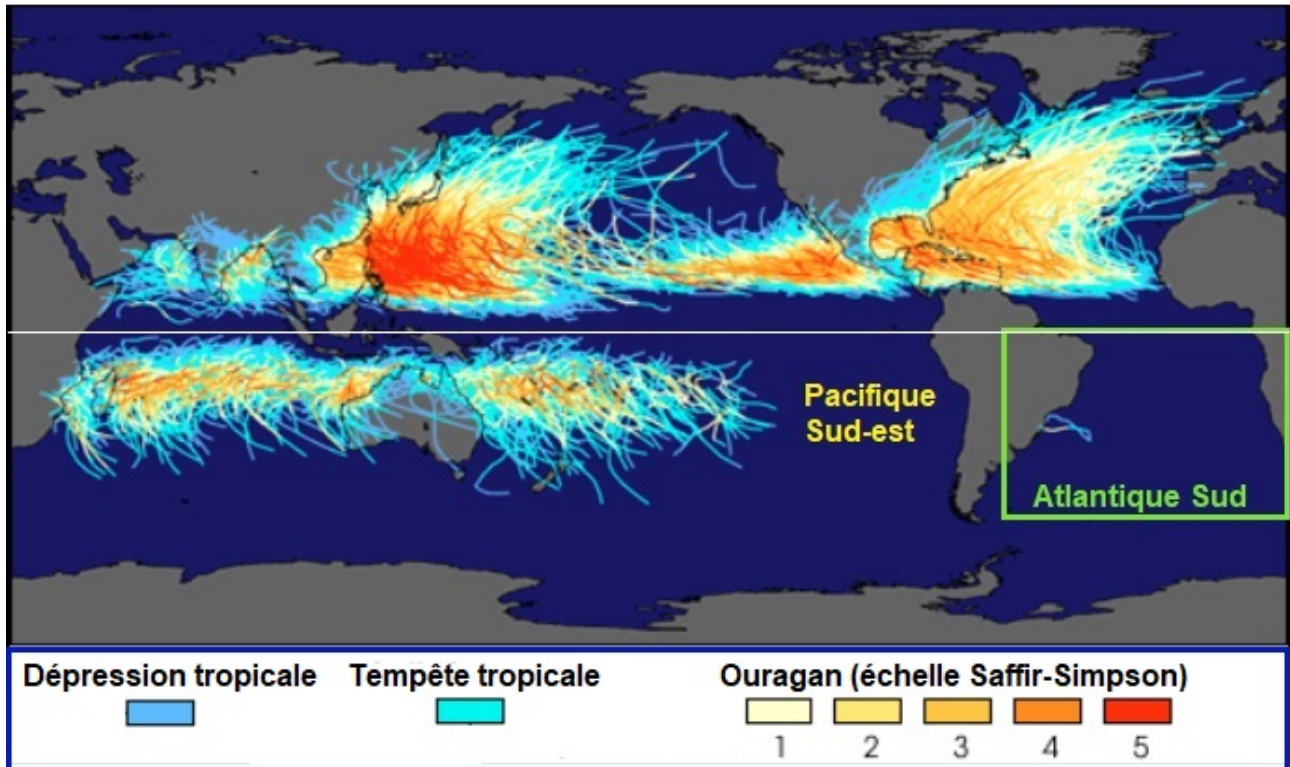 Pacifique
Sud-est
Atlantique Sud
Dépression tropicale
Tempête tropicale
Ouragan (échelle Saffir-Simpson)
1 2 3 4 5